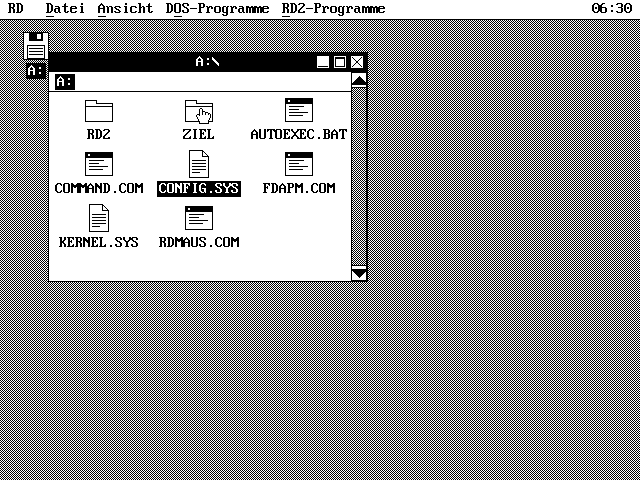 RD Datei Ansicht DOS-Programme RD2-Programme 06:30
A:
A:\
A:
RD2 ZIEL AUTOEXEC.BAT
COMMAND.COM CONFIG.SYS FDAPM.COM
KERNEL.SYS RDMAUS.COM